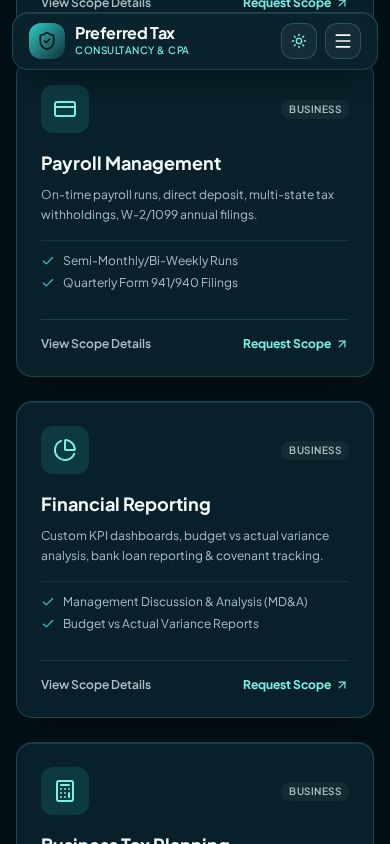 View Scope Details
Request Scope
Preferred Tax
CONSULTANCY & CPA
BUSINESS
Payroll Management
On-time payroll runs, direct deposit, multi-state tax
withholdings, W-2/1099 annual filings.
Semi-Monthly/Bi-Weekly Runs
Quarterly Form 941/940 Filings
View Scope Details
Request Scope
BUSINESS
Financial Reporting
Custom KPI dashboards, budget vs actual variance
analysis, bank loan reporting & covenant tracking.
Management Discussion & Analysis (MD&A)
Budget vs Actual Variance Reports
View Scope Details
Request Scope
BUSINESS
Business Tax Planning